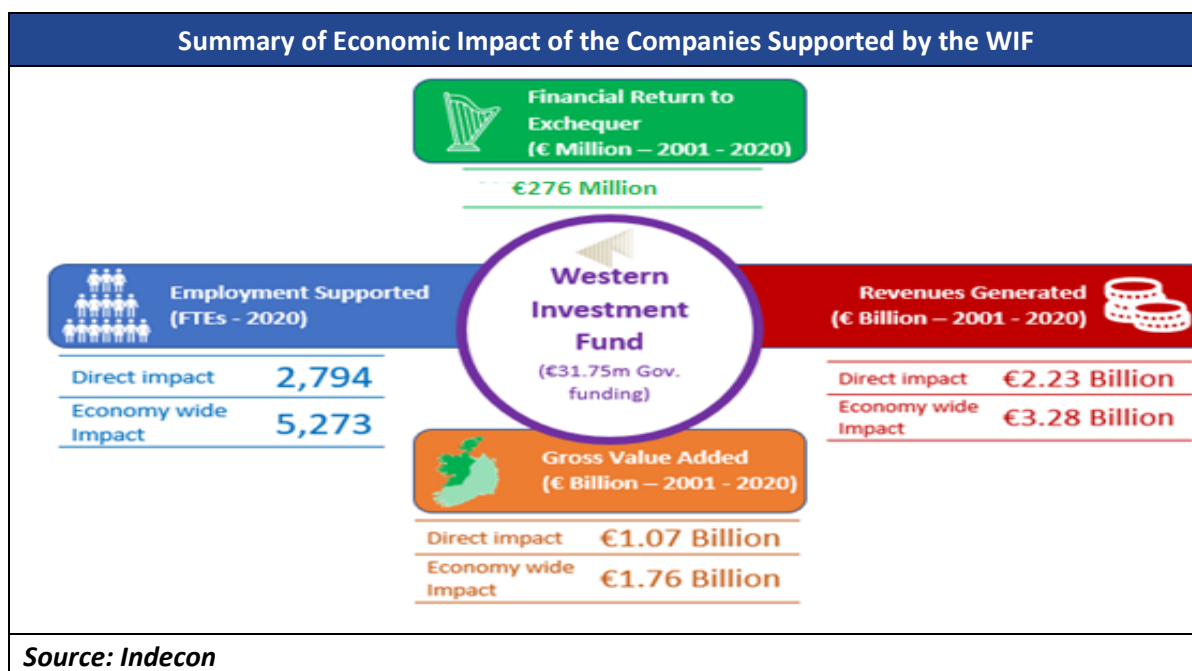 Summary of Economic Impact of the Companies Supported by the WIF
Financial Return to
Exchequer
(€ Million – 2001 - 2020)
€276 Million
Employment Supported
(FTEs - 2020)
Direct impact 2,794
Economy wide
Impact 5,273
Western
Investment
Fund
(€31.75m Gov.
funding)
Revenues Generated
(€ Billion – 2001 - 2020)
Direct impact €2.23 Billion
Economy wide
Impact €3.28 Billion
Gross Value Added
(€ Billion – 2001 - 2020)
Direct impact €1.07 Billion
Economy wide
Impact €1.76 Billion
Source: Indecon